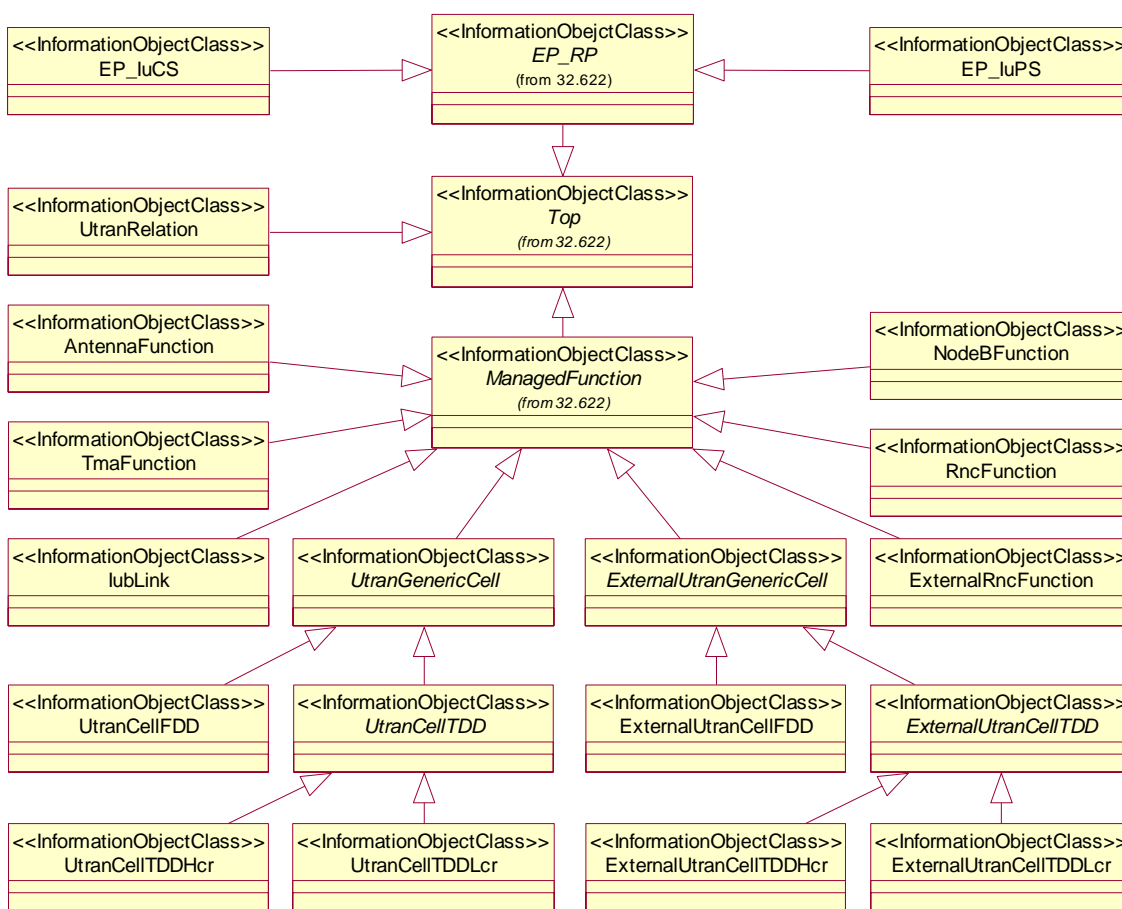 <<InformationObjectClass>>
EP_IuCS
<<InformationObejctClass>>
EP_RP
(from 32.622)
<<InformationObjectClass>>
EP_IuPS
<<InformationObjectClass>>
UtranRelation
<<InformationObjectClass>>
Top
(from 32.622)
<<InformationObjectClass>>
AntennaFunction
<<InformationObjectClass>>
ManagedFunction
(from 32.622)
<<InformationObjectClass>>
NodeBFunction
<<InformationObjectClass>>
TmaFunction
<<InformationObjectClass>>
RncFunction
<<InformationObjectClass>>
IubLink
<<InformationObjectClass>>
UtranGenericCell
<<InformationObjectClass>>
ExternalUtranGenericCell
<<InformationObjectClass>>
ExternalRncFunction
<<InformationObjectClass>>
UtranCellFDD
<<InformationObjectClass>>
UtranCellTDD
<<InformationObjectClass>>
ExternalUtranCellFDD
<<InformationObjectClass>>
ExternalUtranCellTDD
<<InformationObjectClass>>
UtranCellTDDHcr
<<InformationObjectClass>>
UtranCellTDDLcr
<<InformationObjectClass>>
ExternalUtranCellTDDHcr
<<InformationObjectClass>>
ExternalUtranCellTDDLcr